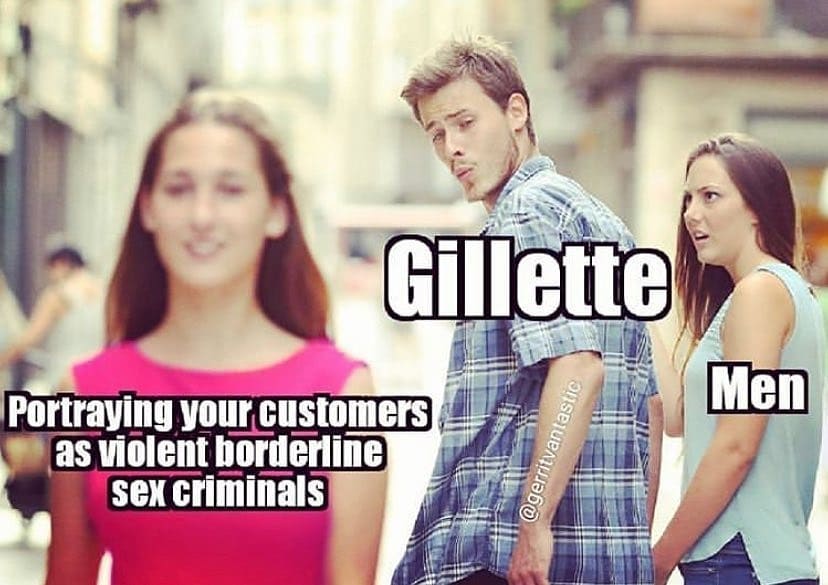 Gillette
Men
Portraying your customers
as violent borderline
sex criminals
@gerritvantastic